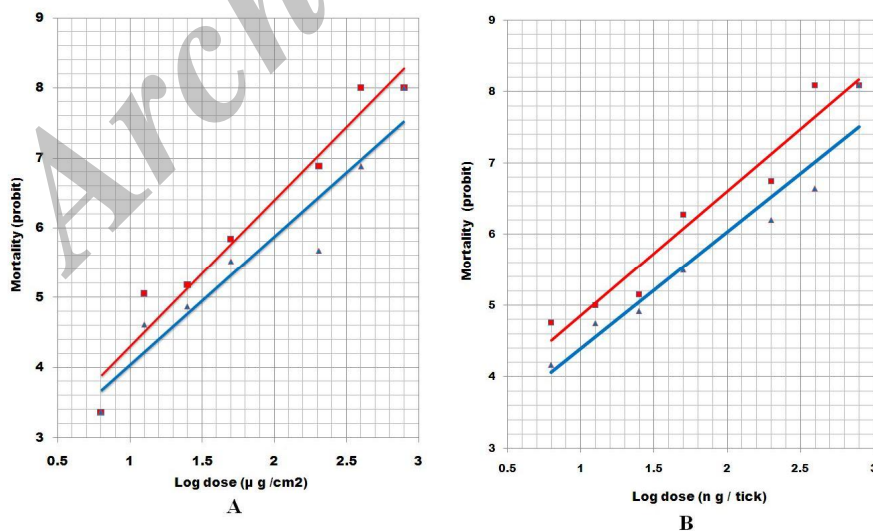 Arch
9
8
7
6
5
4
3
Mortality (probit)
0.5 1 1.5 2 2.5 3
Log dose (µ g /cm2)
A
9
8
7
6
5
4
3
Mortality (probit)
0.5 1 1.5 2 2.5 3
Log dose (n g / tick)
B